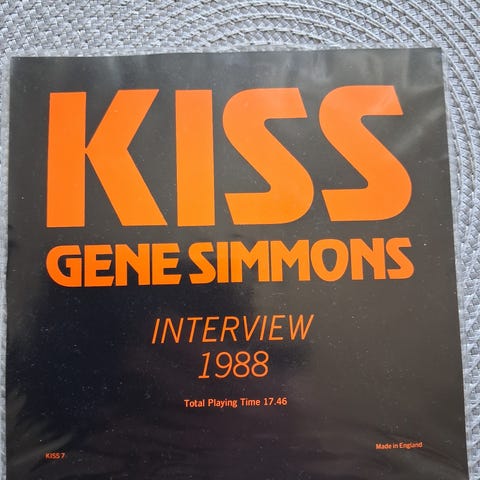 KISS
GENE SIMMONS
INTERVIEW
1988
Total Playing Time 17.46
KISS 7
Made in England